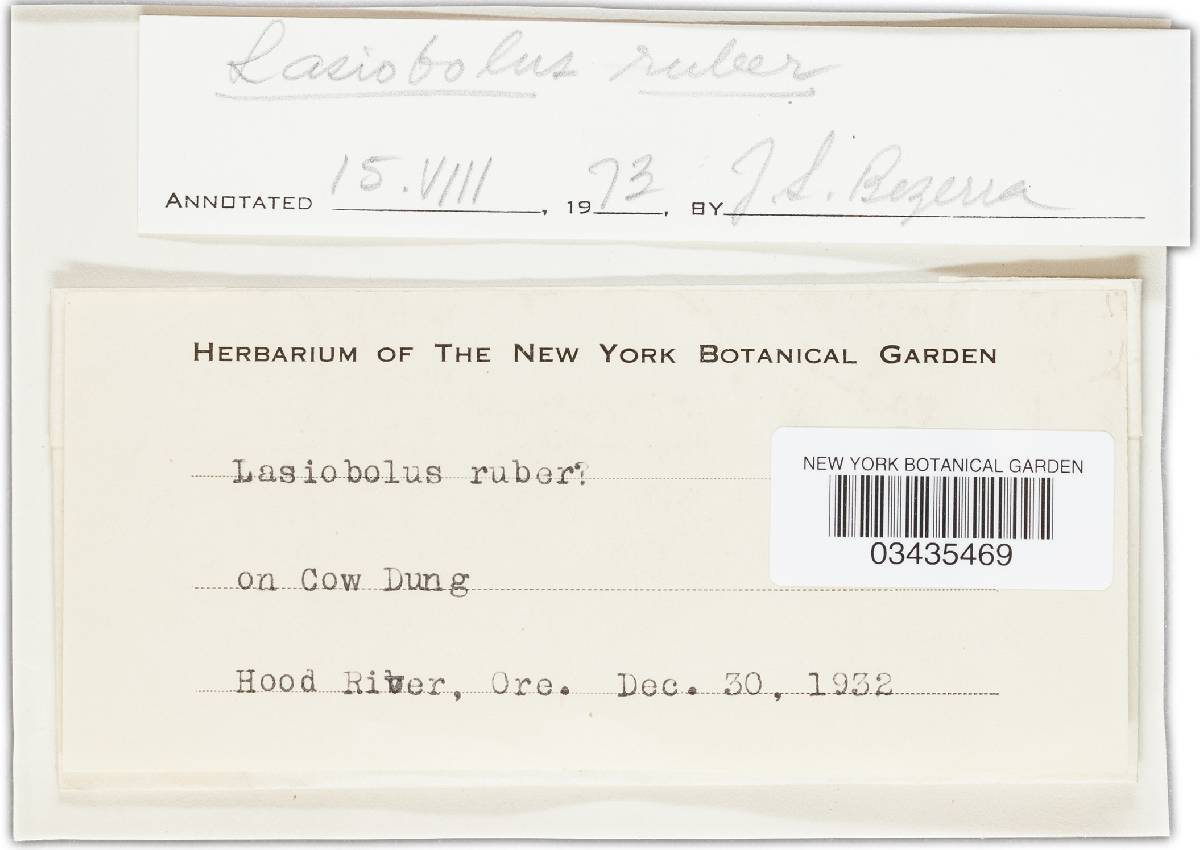 Lasiobolus ruber
ANNOTATED 15.VIII, 1973, BY J. L. Bezerra
HERBARIUM OF THE NEW YORK BOTANICAL GARDEN
Lasiobolus ruber?
NEW YORK BOTANICAL GARDEN
03435469
on Cow Dung
Hood River, Ore. Dec. 30, 1932